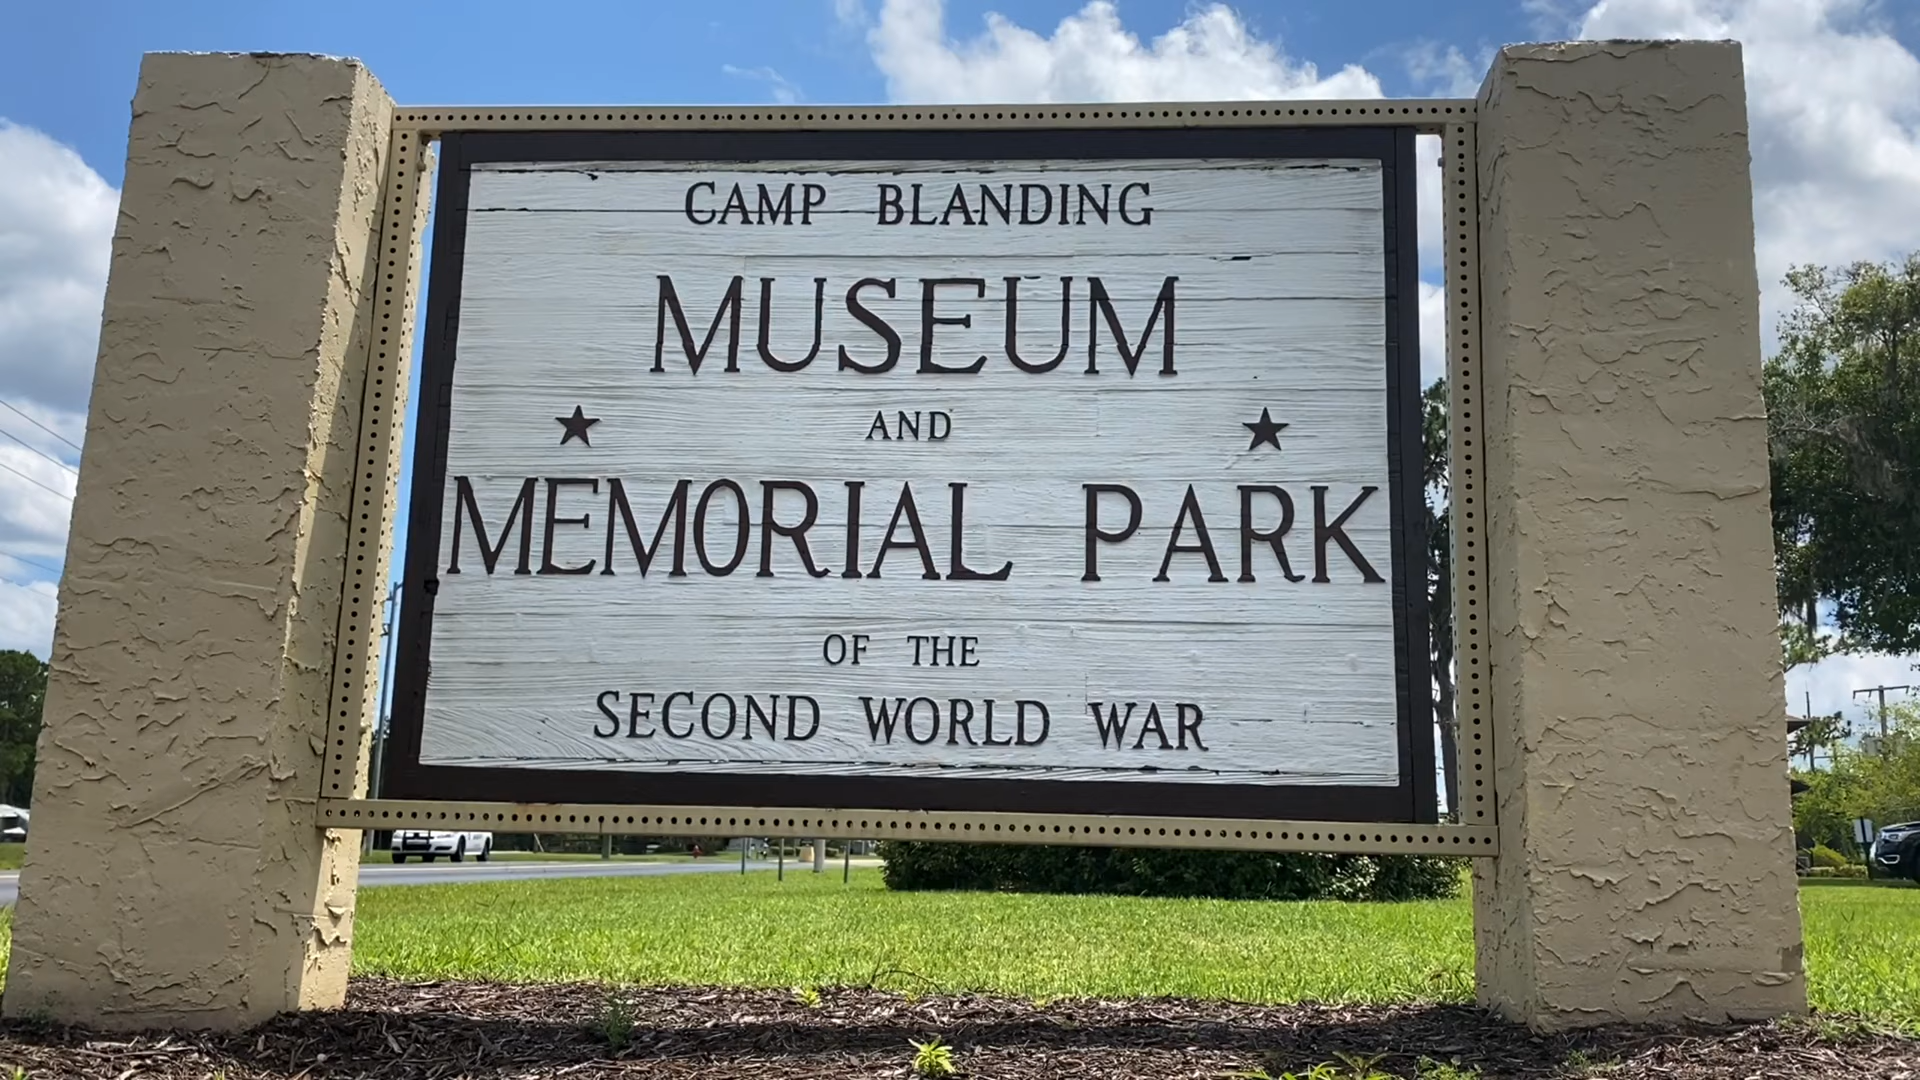 CAMP BLANDING
MUSEUM
AND
MEMORIAL PARK
OF THE
SECOND WORLD WAR